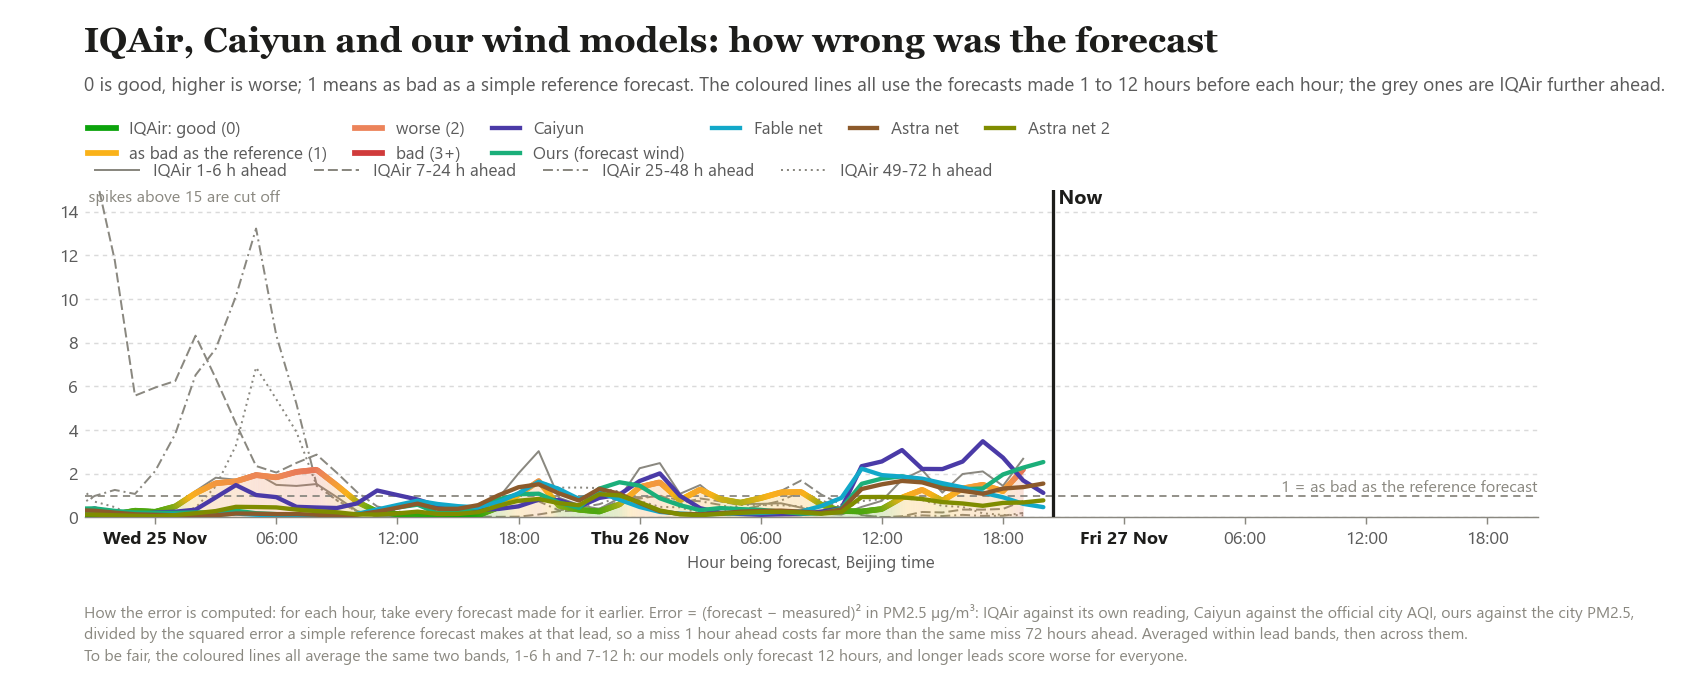 IQAir, Caiyun and our wind models: how wrong was the forecast
0 is good, higher is worse; 1 means as bad as a simple reference forecast. The coloured lines all use the forecasts made 1 to 12 hours before each hour; the grey ones are IQAir further ahead.
IQAir: good (0) worse (2) Caiyun Fable net Astra net Astra net 2
as bad as the reference (1) bad (3+) Ours (forecast wind)
IQAir 1-6 h ahead IQAir 7-24 h ahead IQAir 25-48 h ahead IQAir 49-72 h ahead
spikes above 15 are cut off
Now
14
12
10
8
6
4
2
1 = as bad as the reference forecast
0
Wed 25 Nov 06:00 12:00 18:00 Thu 26 Nov 06:00 12:00 18:00 Fri 27 Nov 06:00 12:00 18:00
Hour being forecast, Beijing time
How the error is computed: for each hour, take every forecast made for it earlier. Error = (forecast − measured)² in PM2.5 µg/m³: IQAir against its own reading, Caiyun against the official city AQI, ours against the city PM2.5,
divided by the squared error a simple reference forecast makes at that lead, so a miss 1 hour ahead costs far more than the same miss 72 hours ahead. Averaged within lead bands, then across them.
To be fair, the coloured lines all average the same two bands, 1-6 h and 7-12 h: our models only forecast 12 hours, and longer leads score worse for everyone.